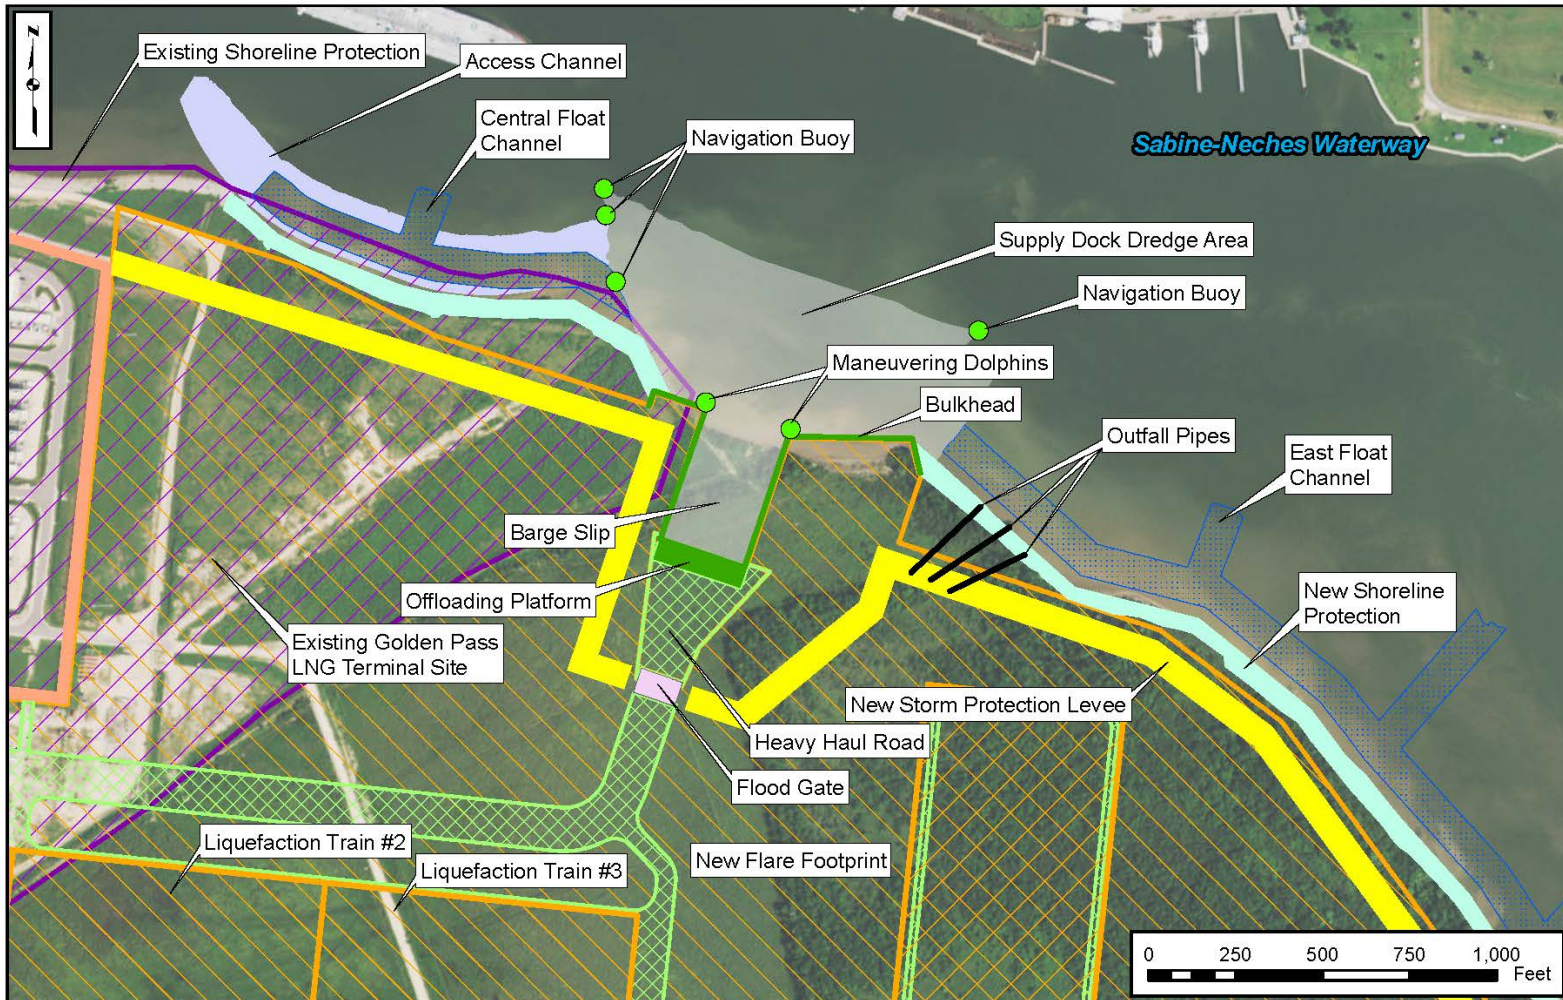 N
Existing Shoreline Protection
Access Channel
Central Float
Channel
Navigation Buoy
Sabine-Neches Waterway
Supply Dock Dredge Area
Navigation Buoy
Maneuvering Dolphins
Bulkhead
Outfall Pipes
East Float
Channel
Barge Slip
Offloading Platform
New Shoreline
Protection
Existing Golden Pass
LNG Terminal Site
New Storm Protection Levee
Heavy Haul Road
Flood Gate
Liquefaction Train #2
New Flare Footprint
Liquefaction Train #3
0 250 500 750 1,000
Feet